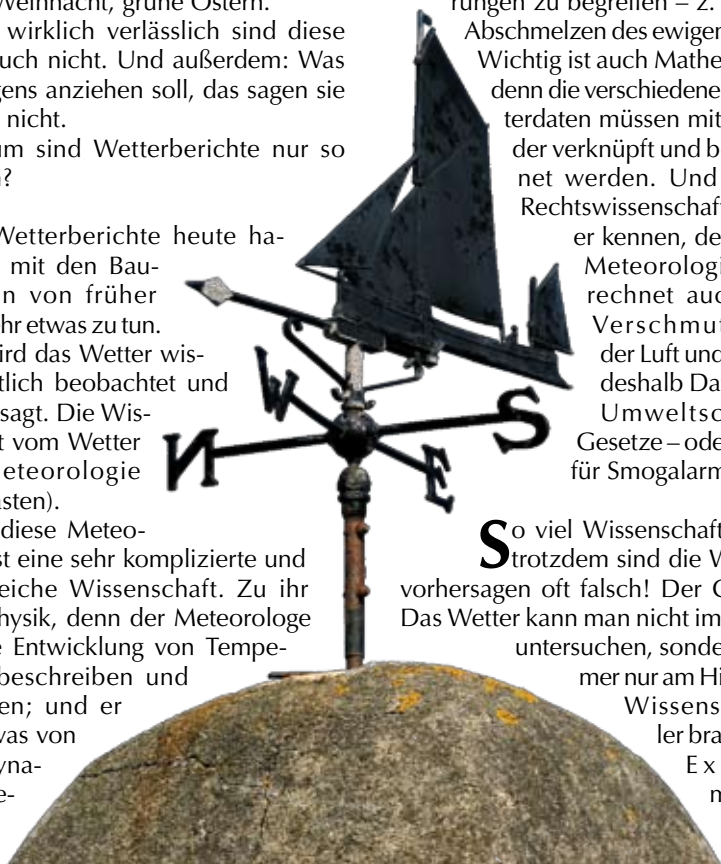 Weihnacht, grüne Ostern.
wirklich verlässlich sind diese
uch nicht. Und außerdem: Was
gens anziehen soll, das sagen sie
nicht.
um sind Wetterberichte nur so
?
Wetterberichte heute ha-
mit den Bau-
n von früher
hr etwas zu tun.
ird das Wetter wis-
tlich beobachtet und
sagt. Die Wis-
t vom Wetter
eteorologie
asten).
diese Meteo-
st eine sehr komplizierte und
eiche Wissenschaft. Zu ihr
hysik, denn der Meteorologe
e Entwicklung von Tempe-
beschreiben und
en; und er
was von
yna-
e-
W
N
S
E
rungen zu begreifen – 2.
Abschmelzen des ewigen
Wichtig ist auch Mathe
denn die verschiedene
terdaten müssen mit
der verknüpft und b
net werden. Und
Rechtswissenschaf
er kennen, de
Meteorologi
rechnet auc
Verschmut
der Luft und
deshalb Da
Umweltsc
Gesetze – ode
für Smogalarm
So viel Wissenschaft
trotzdem sind die W
vorhersagen oft falsch! Der G
Das Wetter kann man nicht im
untersuchen, sonde
mer nur am Hi
Wissens
ler bra
Ex
m